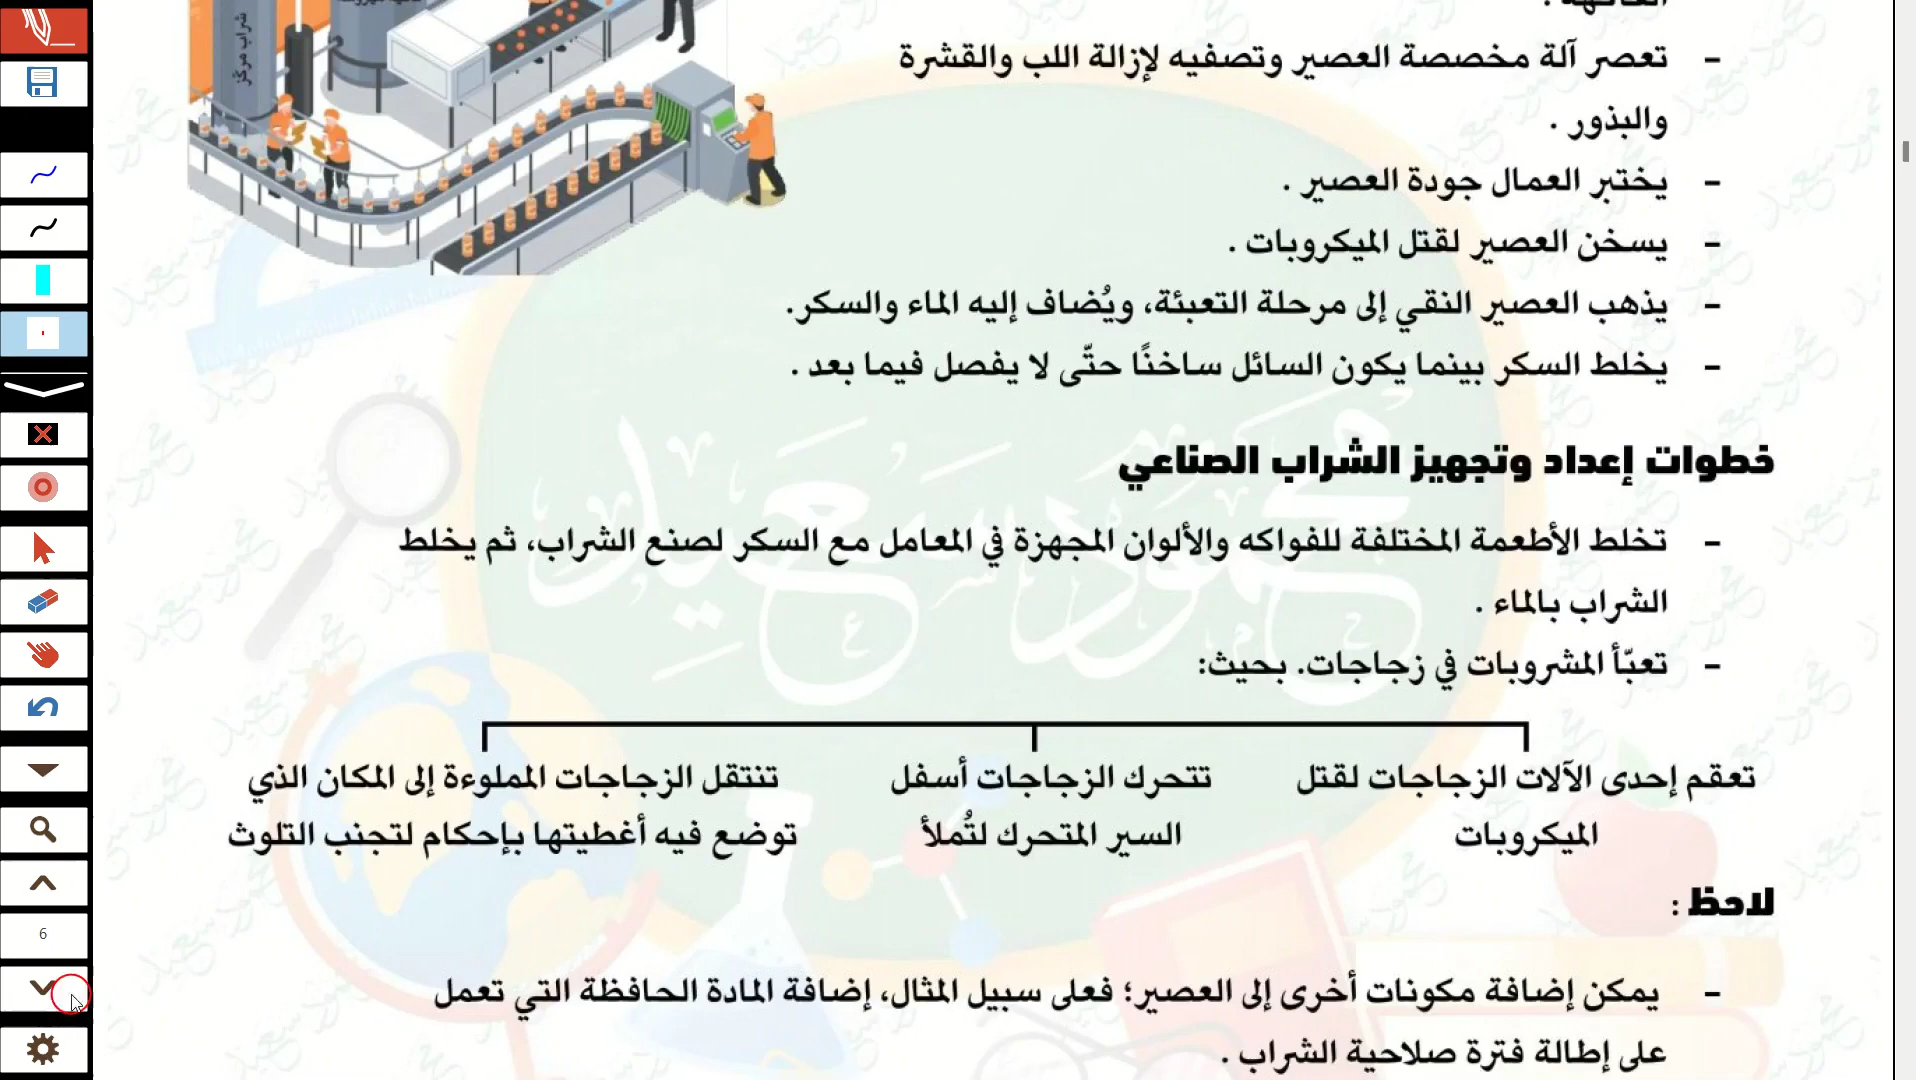 شراب مركز
- تعصر آلة مخصصة العصير وتصفيه لإزالة اللب والقشرة
والبذور .
- يختبر العمال جودة العصير .
- يسخن العصير لقتل الميكروبات .
- يذهب العصير النقي إلى مرحلة التعبئة، ويُضاف إليه الماء والسكر.
- يخلط السكر بينما يكون السائل ساخنًا حتّى لا يفصل فيما بعد .
خطوات إعداد وتجهيز الشراب الصناعي
- تخلط الأطعمة المختلفة للفواكه والألوان المجهزة في المعامل مع السكر لصنع الشراب، ثم يخلط
الشراب بالماء .
- تعبّأ المشروبات في زجاجات. بحيث:
تعقم إحدى الآلات الزجاجات لقتل
الميكروبات
تتحرك الزجاجات أسفل
السير المتحرك لتُملأ
تنتقل الزجاجات المملوءة إلى المكان الذي
توضع فيه أغطيتها بإحكام لتجنب التلوث
لاحظ :
- يمكن إضافة مكونات أخرى إلى العصير؛ فعلى سبيل المثال، إضافة المادة الحافظة التي تعمل
على إطالة فترة صلاحية الشراب .
محمود سعيد
6